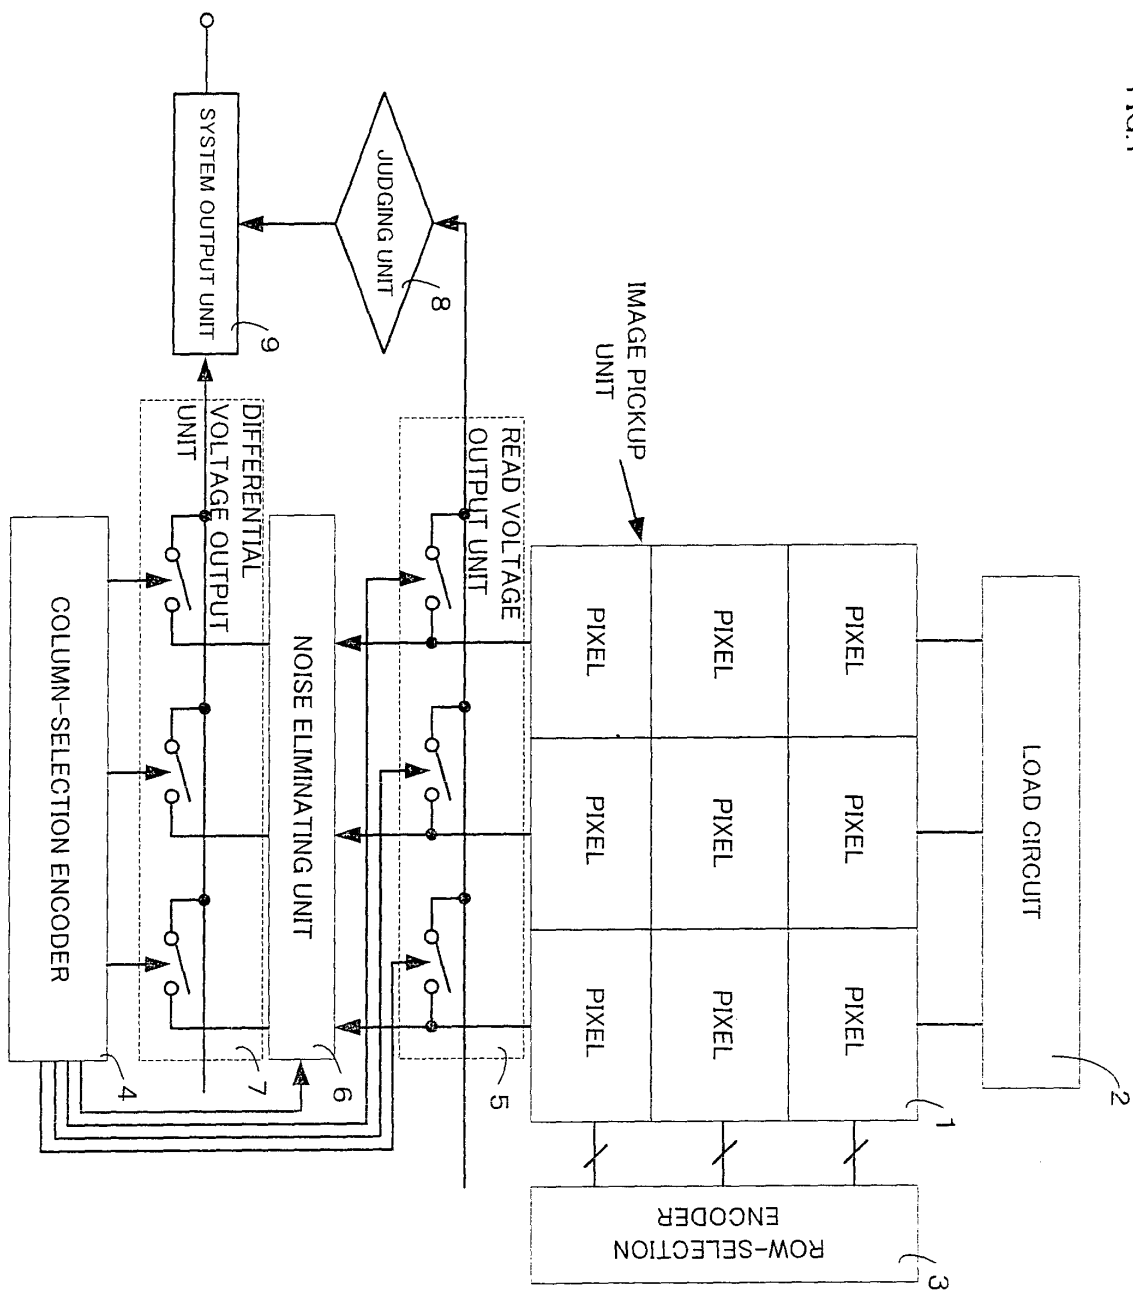 FIG.1
LOAD CIRCUIT
2
PIXEL
PIXEL
PIXEL
1
PIXEL
PIXEL
PIXEL
PIXEL
PIXEL
PIXEL
ROW-SELECTION
ENCODER
3
IMAGE PICKUP
UNIT
READ VOLTAGE
OUTPUT UNIT
5
JUDGING UNIT
8
NOISE ELIMINATING UNIT
6
DIFFERENTIAL
VOLTAGE OUTPUT
UNIT
7
SYSTEM OUTPUT UNIT
9
COLUMN-SELECTION ENCODER
4